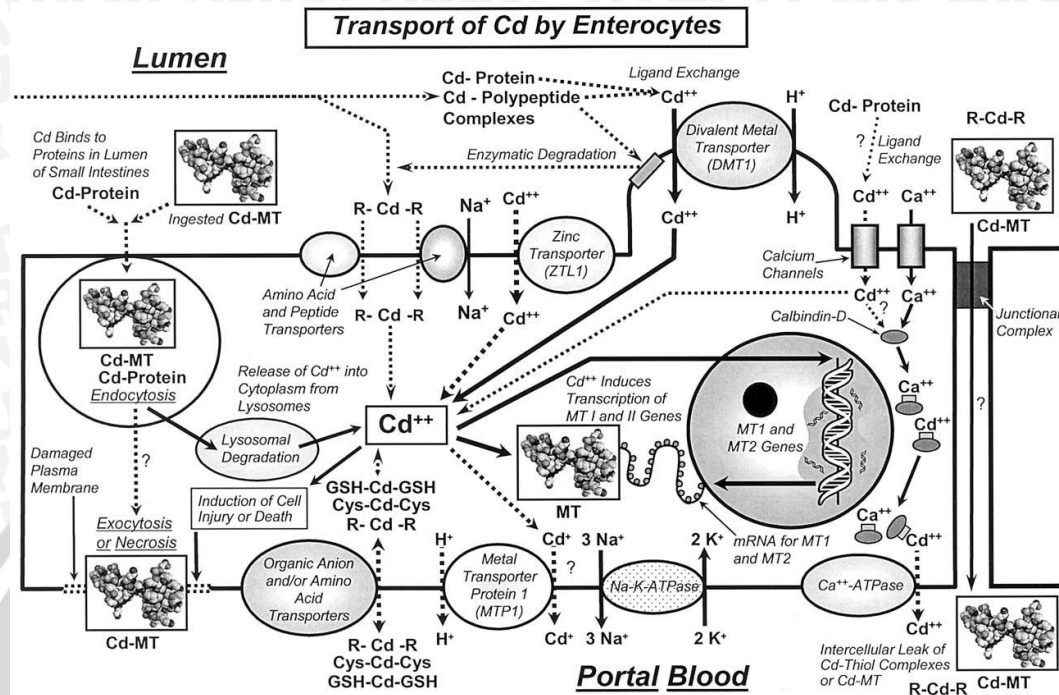 Transport of Cd by Enterocytes
Lumen
Cd- Protein
Cd - Polypeptide
Complexes
Ligand Exchange
Cd++
H+
Divalent Metal
Transporter
(DMT1)
Cd- Protein
?
Ligand
Exchange
R-Cd-R
Cd Binds to
Proteins in Lumen
of Small Intestines
Cd-Protein
Ingested Cd-MT
Enzymatic Degradation
R- Cd -R
Na+
Cd++
Cd++
H+
Cd++
Ca++
Cd-MT
Zinc
Transporter
(ZTL1)
Calcium
Channels
Amino Acid
and Peptide
Transporters
Na+
R- Cd -R
Cd++
Cd++
?
Ca++
Calbindin-D
Junctional
Complex
Cd-MT
Cd-Protein
Endocytosis
Release of Cd++ into
Cytoplasm from
Lysosomes
Cd++
Cd++ Induces
Transcription of
MT I and II Genes
MT1 and
MT2 Genes
Ca++
Cd++
?
Lysosomal
Degradation
?
Damaged
Plasma
Membrane
Induction of Cell
Injury or Death
GSH-Cd-GSH
Cys-Cd-Cys
R- Cd -R
MT
Exocytosis
or Necrosis
mRNA for MT1
and MT2
Ca++
Cd++
H+
Cd+
?
3 Na+
2 K+
Organic Anion
and/or Amino
Acid
Transporters
Metal
Transporter
Protein 1
(MTP1)
Na-K-ATPase
Ca++-ATPase
Cd-MT
R- Cd -R
Cys-Cd-Cys
GSH-Cd-GSH
H+
Cd+
3 Na+
2 K+
Cd++
Intercellular Leak of
Cd-Thiol Complexes
or Cd-MT
Portal Blood
R-Cd-R
Cd-MT